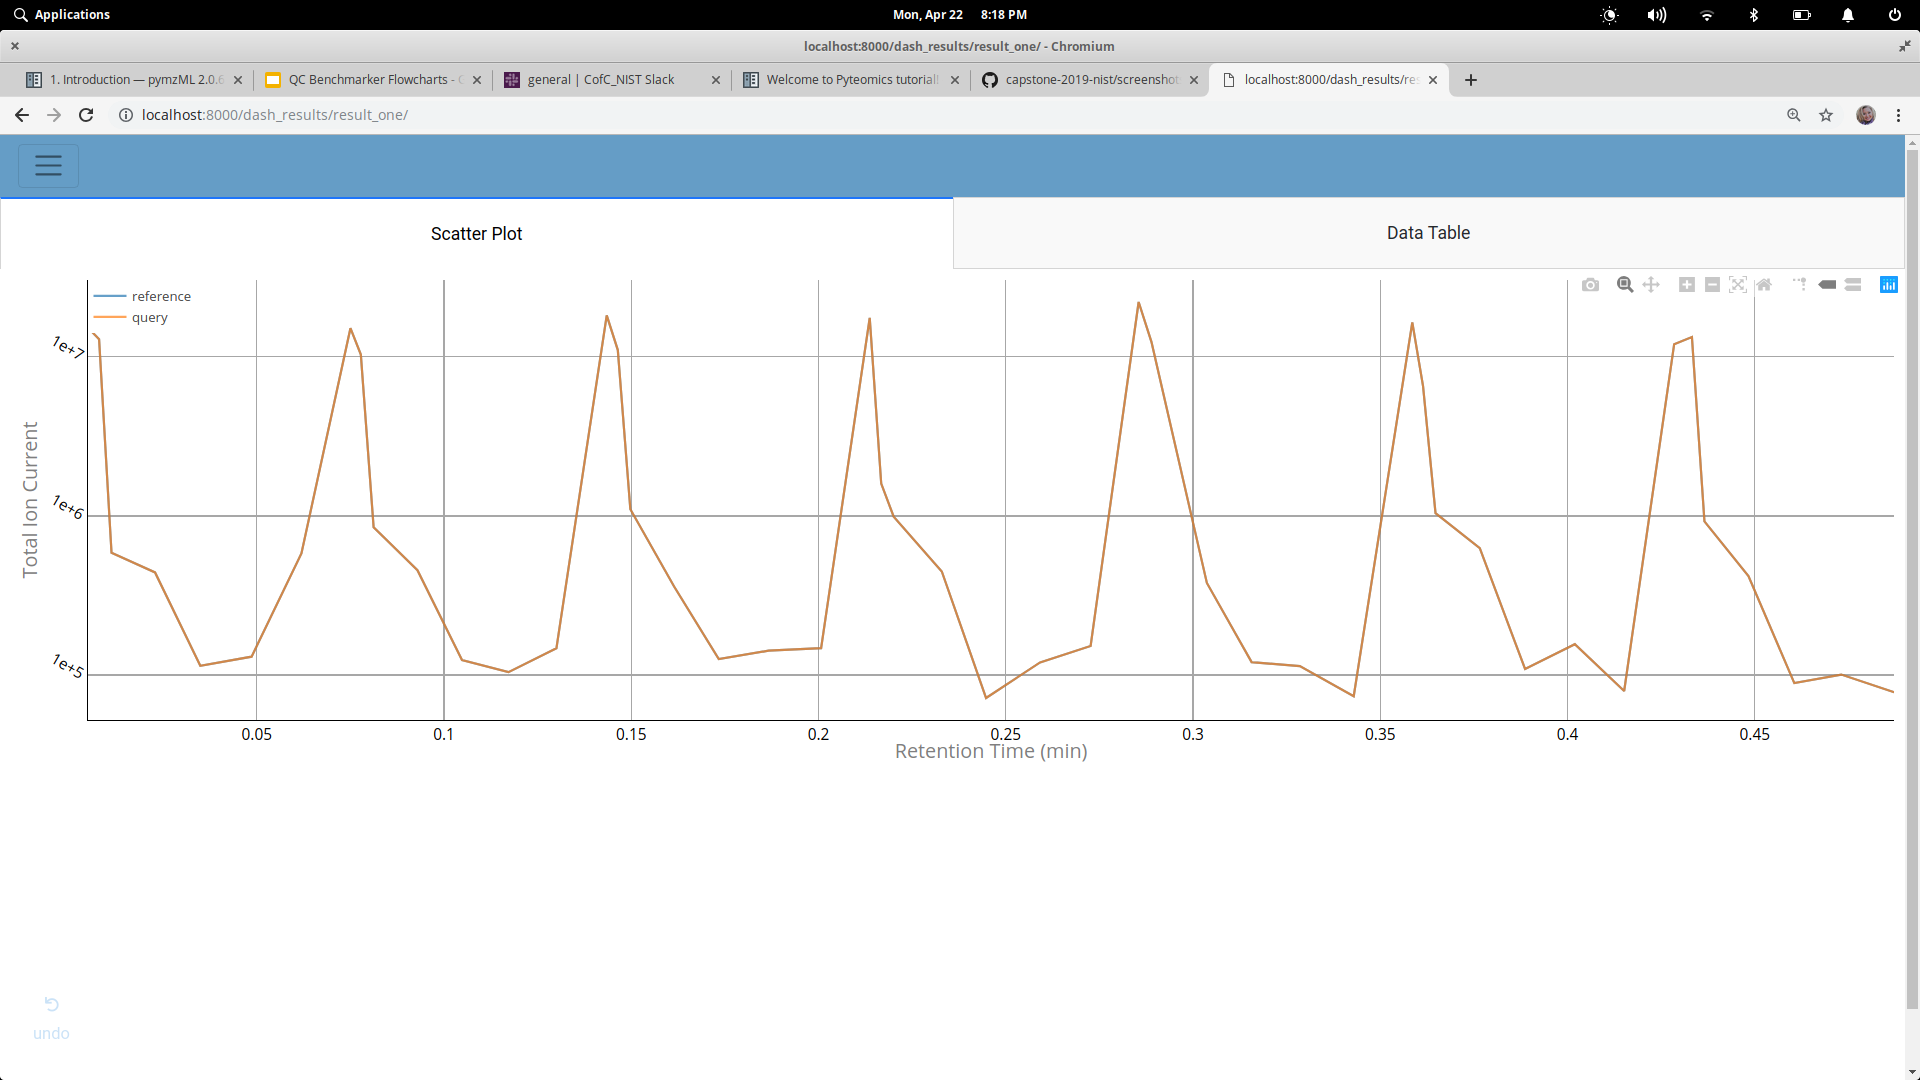 Applications
Mon, Apr 22 8:18 PM
localhost:8000/dash_results/result_one/ - Chromium
1. Introduction — pymzML 2.0.6
QC Benchmarker Flowcharts -
general | CofC_NIST Slack
Welcome to Pyteomics tutorial!
capstone-2019-nist/screenshot
localhost:8000/dash_results/res
localhost:8000/dash_results/result_one/
Scatter Plot
Data Table
reference
query
1e+7
1e+6
1e+5
Total Ion Current
0.05 0.1 0.15 0.2 0.25 0.3 0.35 0.4 0.45
Retention Time (min)
undo